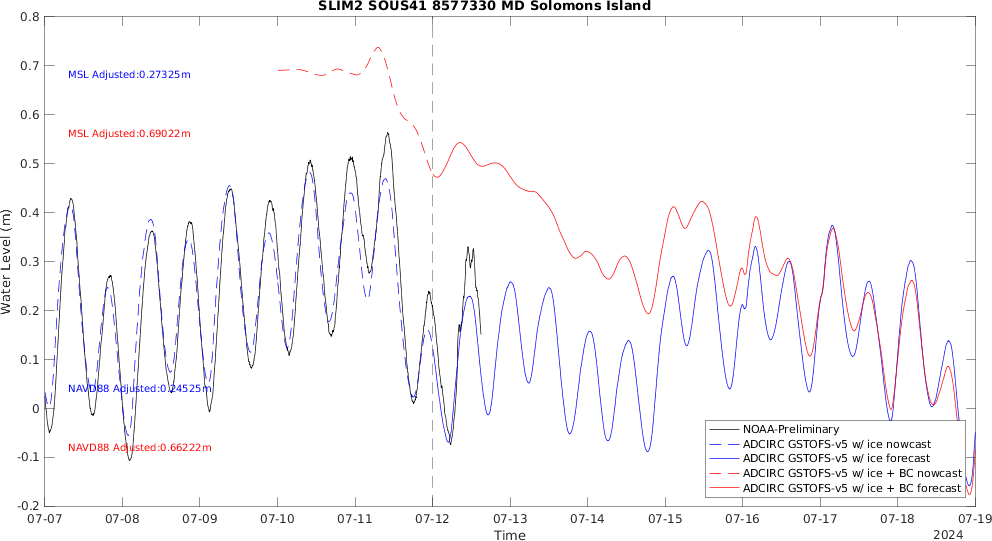 SLIM2 SOUS41 8577330 MD Solomons Island
0.8
0.7
0.6
0.5
0.4
0.3
0.2
0.1
0
-0.1
-0.2
Water Level (m)
MSL Adjusted:0.27325m
MSL Adjusted:0.69022m
NAVD88 Adjusted:0.24525m
NAVD88 Adjusted:0.66222m
NOAA-Preliminary
ADCIRC GSTOFS-v5 w/ ice nowcast
ADCIRC GSTOFS-v5 w/ ice forecast
ADCIRC GSTOFS-v5 w/ ice + BC nowcast
ADCIRC GSTOFS-v5 w/ ice + BC forecast
07-07 07-08 07-09 07-10 07-11 07-12 07-13 07-14 07-15 07-16 07-17 07-18 07-19
Time
2024